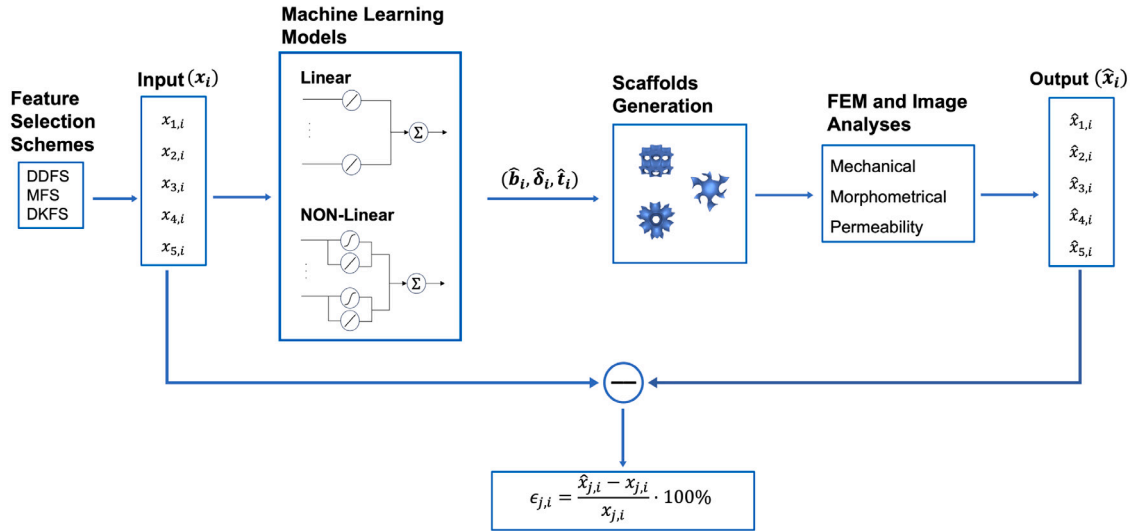 Feature
Selection
Schemes
DDFS
MFS
DKFS
Input (𝒙ᵢ)
x₁,ᵢ
x₂,ᵢ
x₃,ᵢ
x₄,ᵢ
x₅,ᵢ
Machine Learning
Models
Linear
Σ
NON-Linear
Σ
(b̂ᵢ, δ̂ᵢ, t̂ᵢ)
Scaffolds
Generation
FEM and Image
Analyses
Mechanical
Morphometrical
Permeability
Output (x̂ᵢ)
x̂₁,ᵢ
x̂₂,ᵢ
x̂₃,ᵢ
x̂₄,ᵢ
x̂₅,ᵢ
—
ϵⱼ,ᵢ = (x̂ⱼ,ᵢ − xⱼ,ᵢ) / xⱼ,ᵢ · 100%